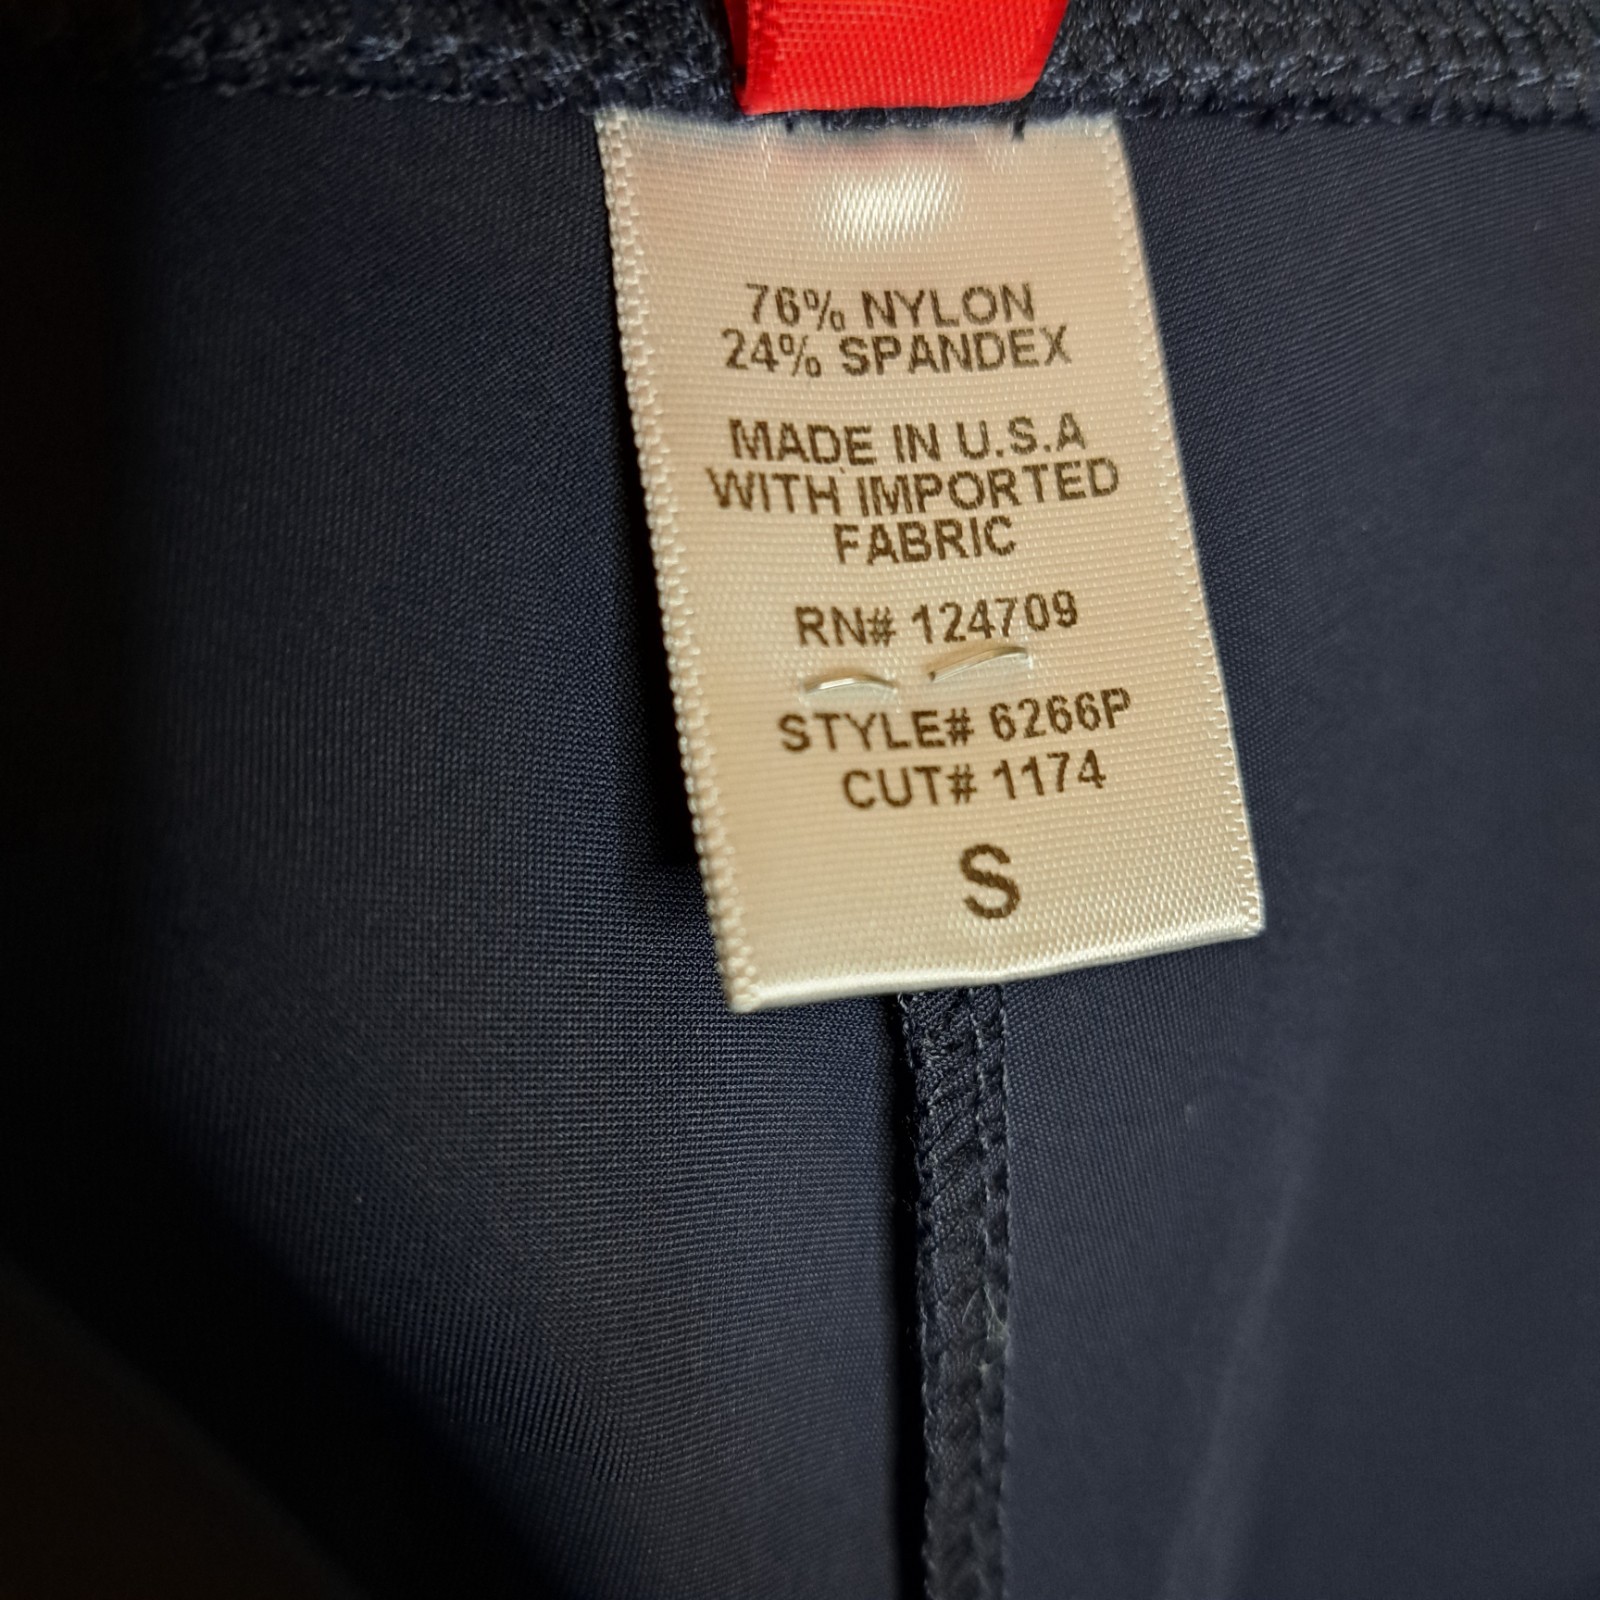 76% NYLON
24% SPANDEX
MADE IN U.S.A
WITH IMPORTED
FABRIC
RN# 124709
STYLE# 6266P
CUT# 1174
S